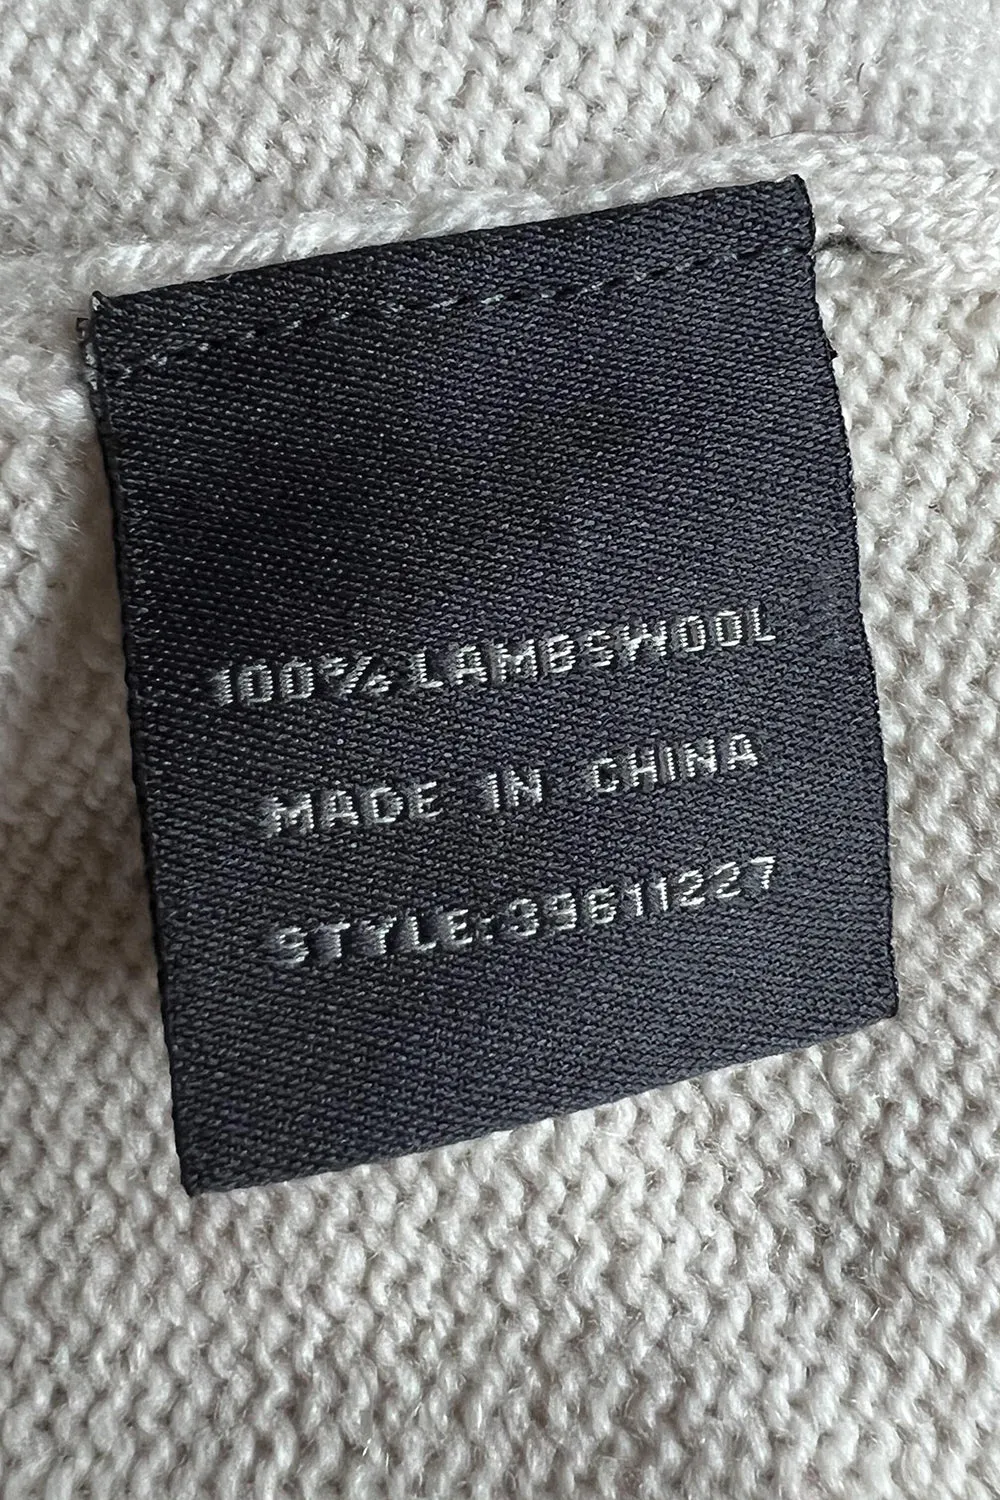 100% LAMBSWOOL
MADE IN CHINA
STYLE:39611227